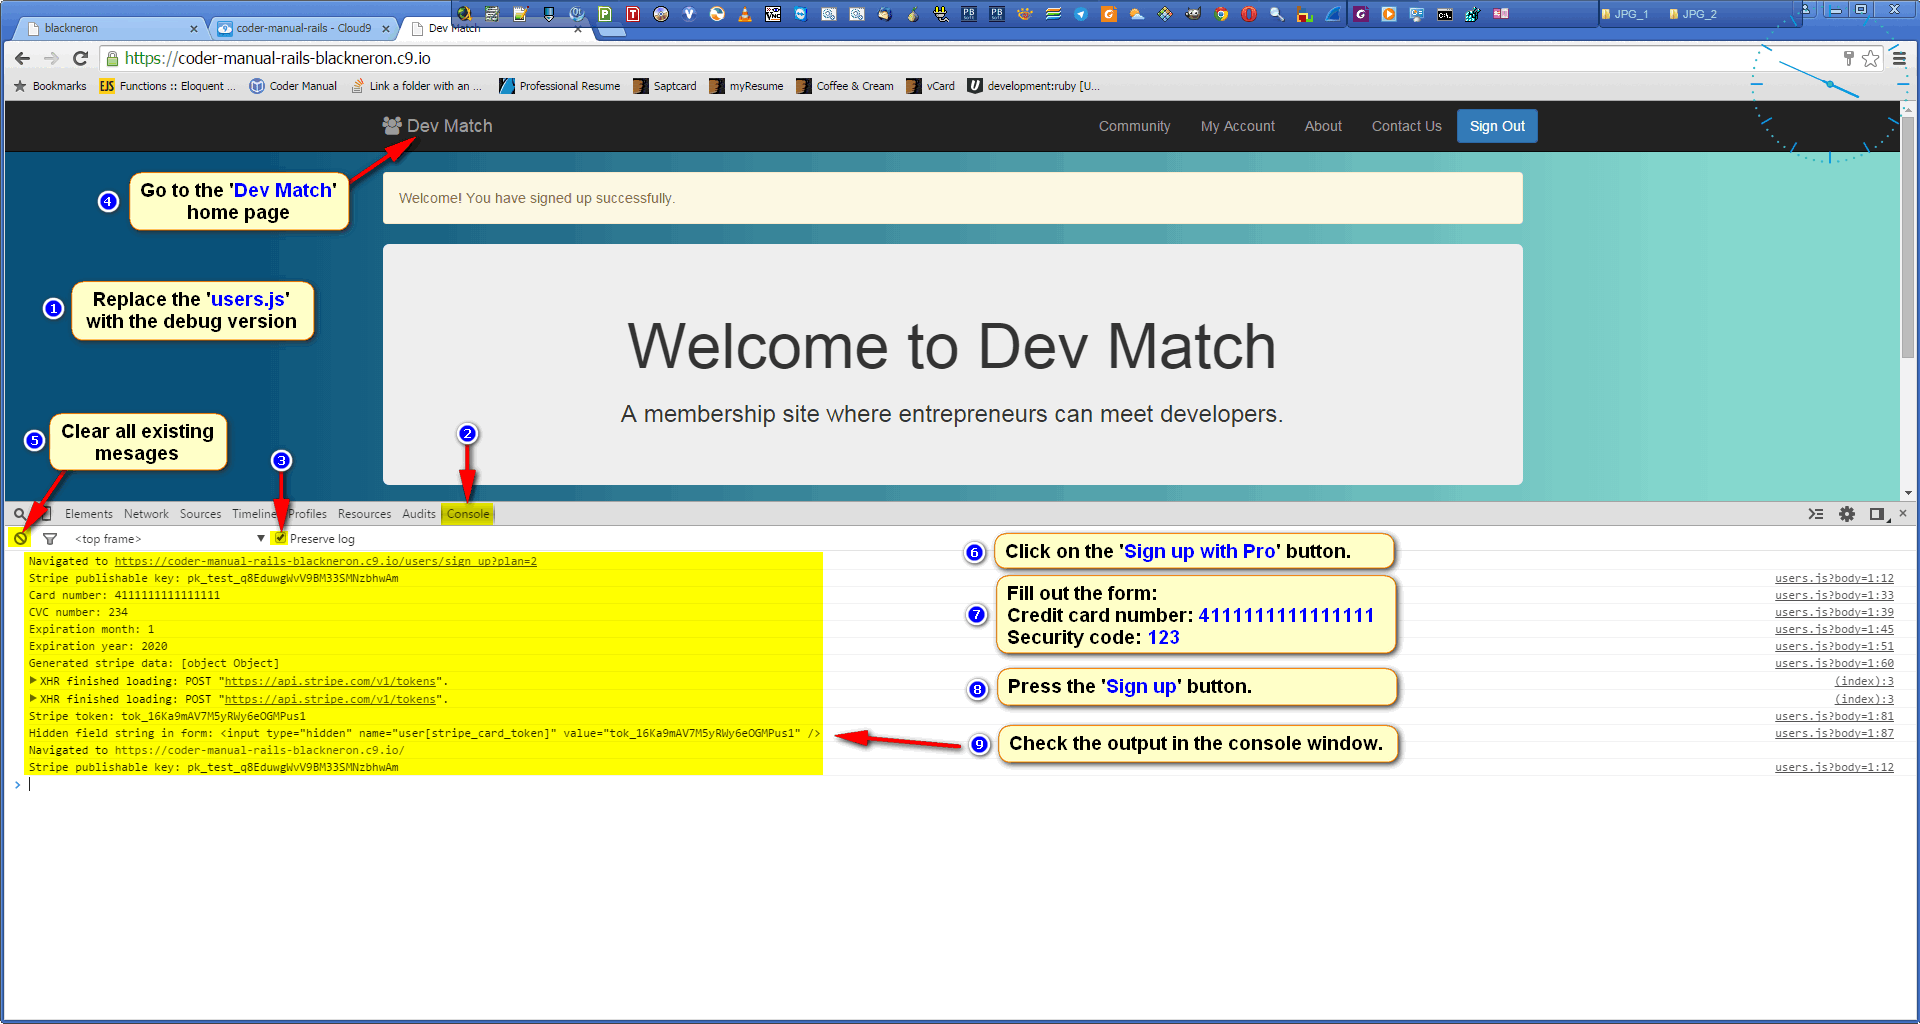 blackneron
coder-manual-rails - Cloud9
Dev Match
JPG_1
JPG_2
https://coder-manual-rails-blackneron.c9.io
Bookmarks
Functions :: Eloquent ...
Coder Manual
Link a folder with an ...
Professional Resume
Saptcard
myResume
Coffee & Cream
vCard
development:ruby [U...
Dev Match
Community
My Account
About
Contact Us
Sign Out
4
Go to the 'Dev Match'
home page
Welcome! You have signed up successfully.
1
Replace the 'users.js'
with the debug version
Welcome to Dev Match
A membership site where entrepreneurs can meet developers.
5
Clear all existing
mesages
3
2
Elements
Network
Sources
Timeline
Profiles
Resources
Audits
Console
<top frame>
Preserve log
Navigated to https://coder-manual-rails-blackneron.c9.io/users/sign_up?plan=2
Stripe publishable key: pk_test_q8EduwgWvV9BM33SMNzbhwAm
users.js?body=1:12
Card number: 4111111111111111
users.js?body=1:33
CVC number: 234
users.js?body=1:39
Expiration month: 1
users.js?body=1:45
Expiration year: 2020
users.js?body=1:51
Generated stripe data: [object Object]
users.js?body=1:60
XHR finished loading: POST "https://api.stripe.com/v1/tokens".
(index):3
XHR finished loading: POST "https://api.stripe.com/v1/tokens".
(index):3
Stripe token: tok_16Ka9mAV7M5yRWy6eOGMPus1
users.js?body=1:81
Hidden field string in form: <input type="hidden" name="user[stripe_card_token]" value="tok_16Ka9mAV7M5yRWy6eOGMPus1" />
users.js?body=1:87
Navigated to https://coder-manual-rails-blackneron.c9.io/
Stripe publishable key: pk_test_q8EduwgWvV9BM33SMNzbhwAm
users.js?body=1:12
6
Click on the 'Sign up with Pro' button.
7
Fill out the form:
Credit card number: 4111111111111111
Security code: 123
8
Press the 'Sign up' button.
9
Check the output in the console window.